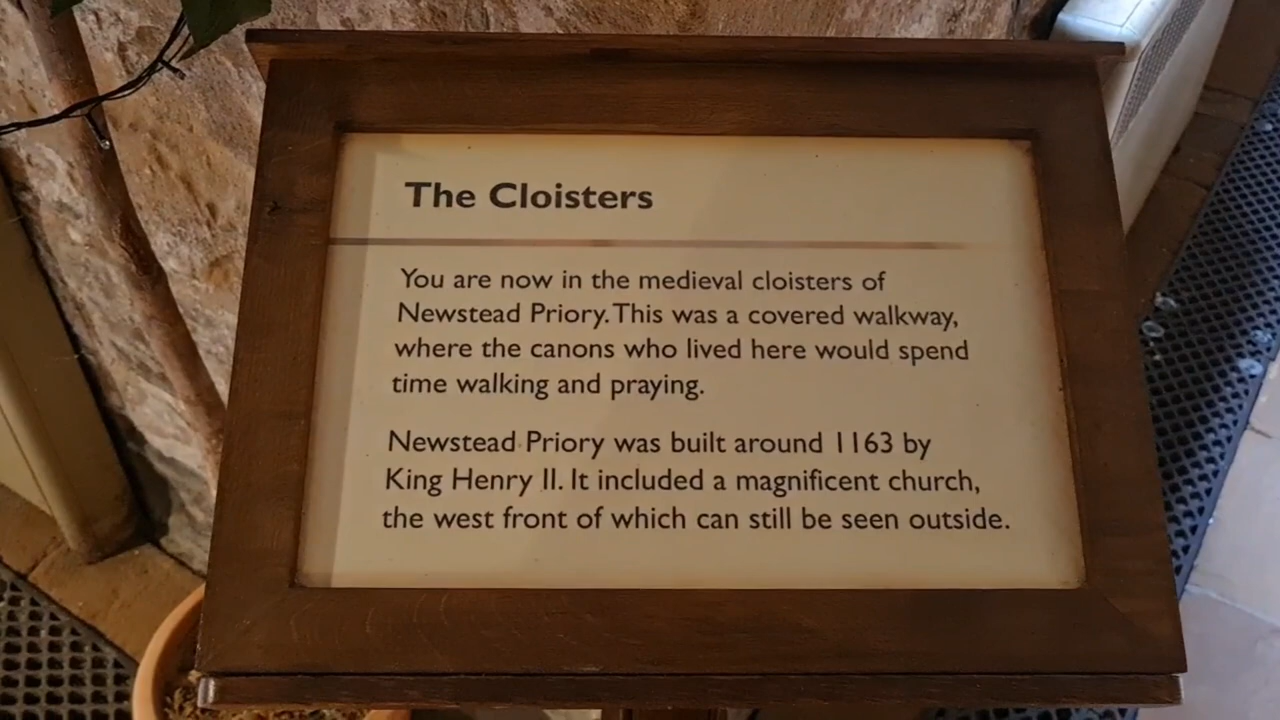 The Cloisters
You are now in the medieval cloisters of
Newstead Priory. This was a covered walkway,
where the canons who lived here would spend
time walking and praying.
Newstead Priory was built around 1163 by
King Henry II. It included a magnificent church,
the west front of which can still be seen outside.